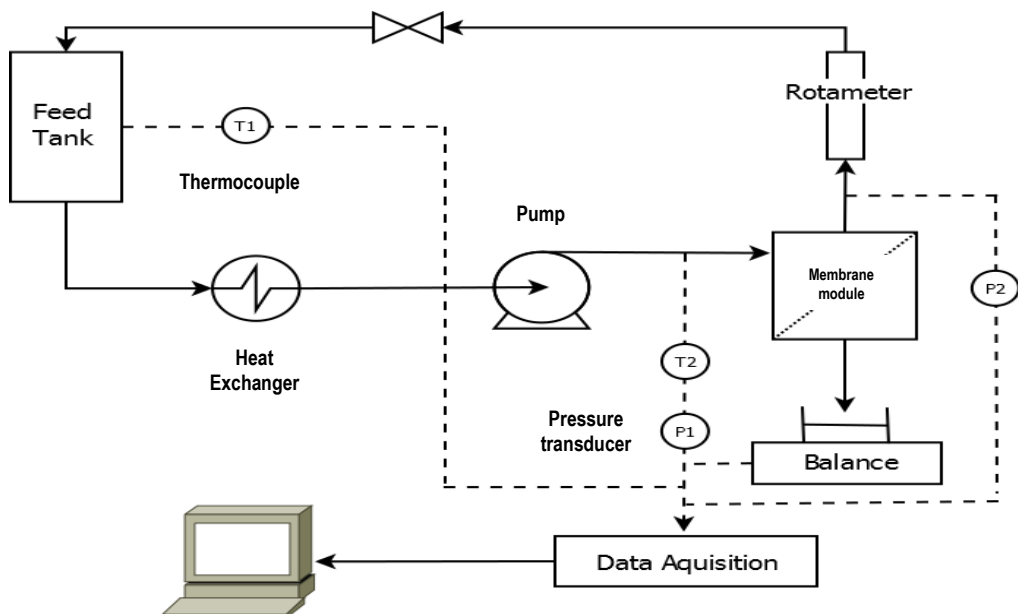 Feed
Tank
T1
Thermocouple
Rotameter
Pump
Membrane
module
P2
Heat
Exchanger
T2
Pressure
transducer
P1
Balance
Data Aquisition